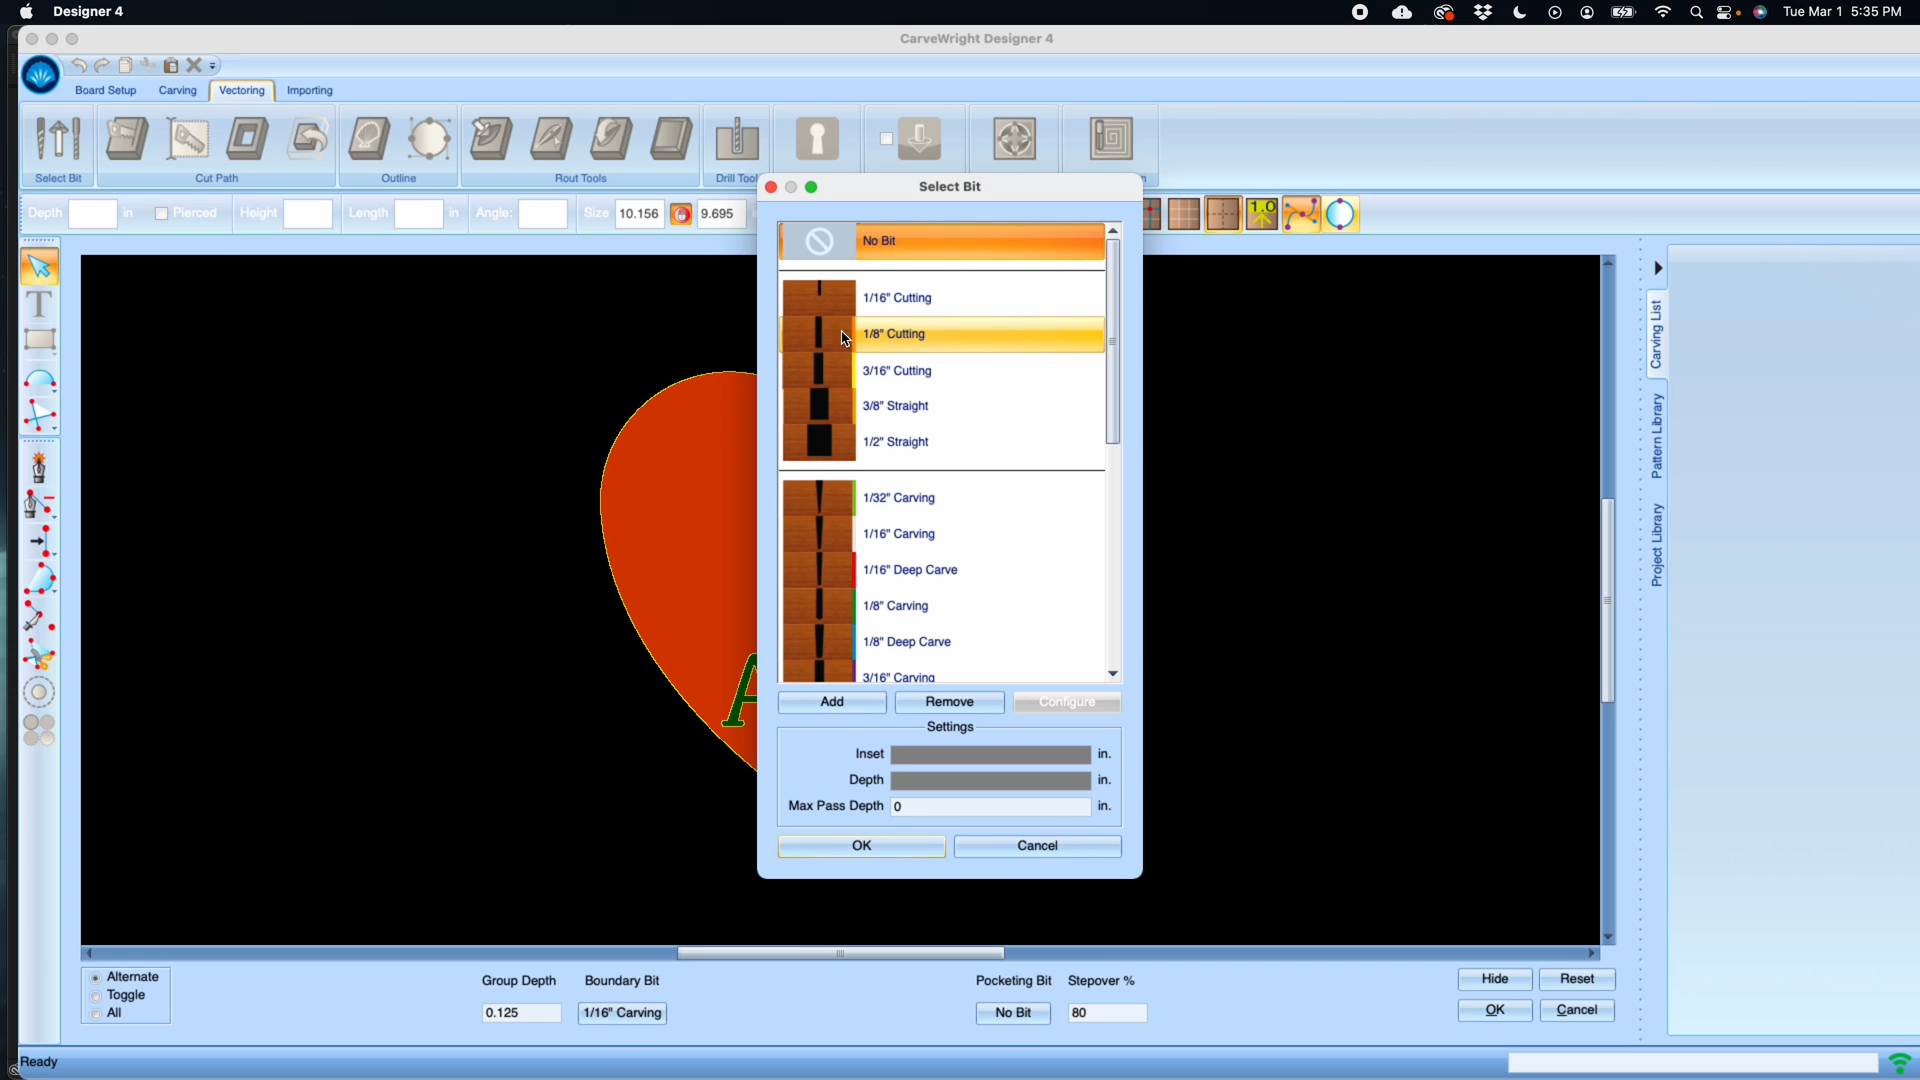 Designer 4
Tue Mar 1 5:35 PM
CarveWright Designer 4
Board Setup Carving Vectoring Importing
Select Bit Cut Path Outline Rout Tools Drill Tool
Depth in Pierced Height Length in Angle: Size 10.156 9.695
1.0
Select Bit
No Bit
1/16" Cutting
1/8" Cutting
3/16" Cutting
3/8" Straight
1/2" Straight
1/32" Carving
1/16" Carving
1/16" Deep Carve
1/8" Carving
1/8" Deep Carve
3/16" Carving
Add Remove Configure
Settings
Inset in.
Depth in.
Max Pass Depth 0 in.
OK Cancel
T
A
Carving List
Pattern Library
Project Library
Alternate
Toggle
All
Group Depth Boundary Bit Pocketing Bit Stepover %
0.125 1/16" Carving No Bit 80
Hide Reset
OK Cancel
Ready